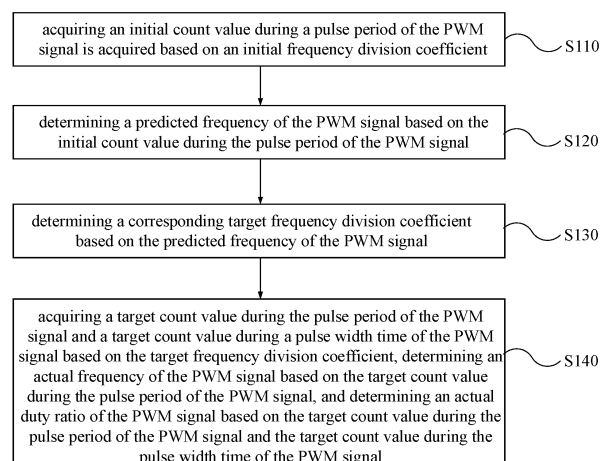 acquiring an initial count value during a pulse period of the PWM
signal is acquired based on an initial frequency division coefficient
S110
determining a predicted frequency of the PWM signal based on the
initial count value during the pulse period of the PWM signal
S120
determining a corresponding target frequency division coefficient
based on the predicted frequency of the PWM signal
S130
acquiring a target count value during the pulse period of the PWM
signal and a target count value during a pulse width time of the PWM
signal based on the target frequency division coefficient, determining an
actual frequency of the PWM signal based on the target count value
during the pulse period of the PWM signal, and determining an actual
duty ratio of the PWM signal based on the target count value during the
pulse period of the PWM signal and the target count value during the
pulse width time of the PWM signal
S140